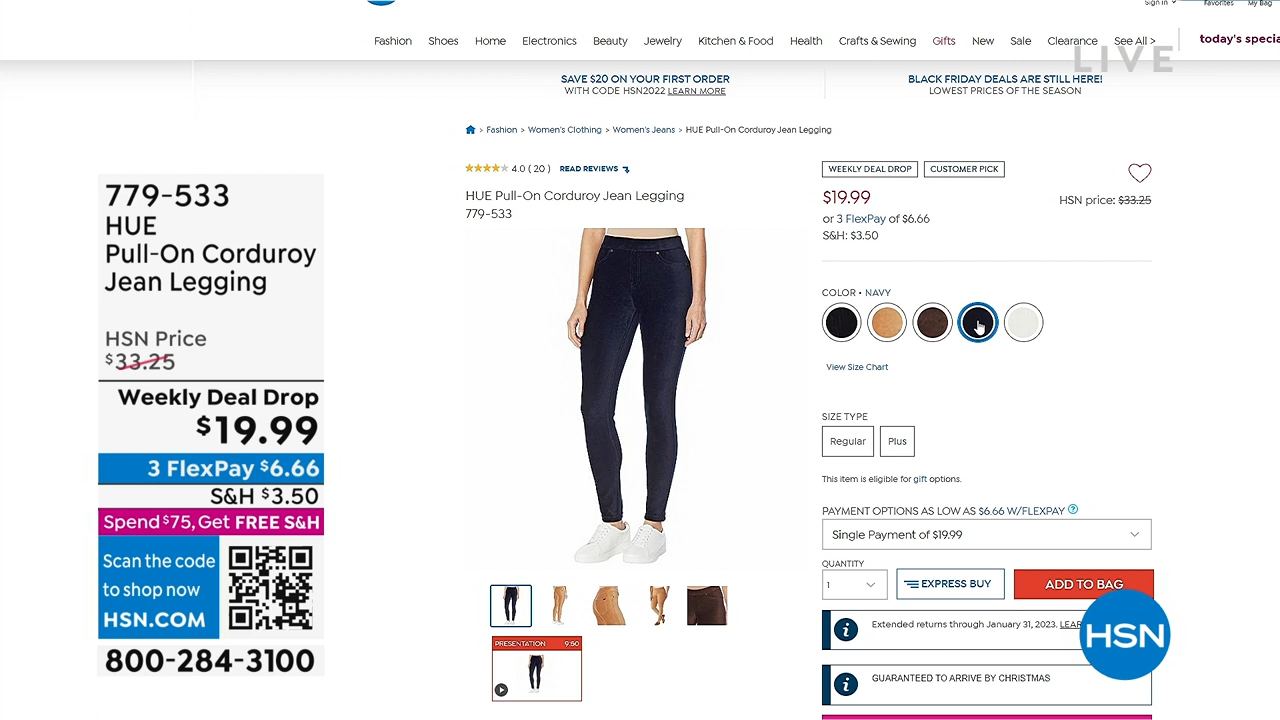 Sign in
Favorites
My Bag
Fashion Shoes Home Electronics Beauty Jewelry Kitchen & Food Health Crafts & Sewing Gifts New Sale Clearance See All >
today's
LIVE
SAVE $20 ON YOUR FIRST ORDER
WITH CODE HSN2022 LEARN MORE
BLACK FRIDAY DEALS ARE STILL HERE!
LOWEST PRICES OF THE SEASON
> Fashion > Women's Clothing > Women's Jeans > HUE Pull-On Corduroy Jean Legging
779-533
HUE
Pull-On Corduroy
Jean Legging
HSN Price
$33.25
Weekly Deal Drop
$19.99
3 FlexPay $6.66
S&H $3.50
Spend $75, Get FREE S&H
Scan the code
to shop now
HSN.COM
800-284-3100
4.0 ( 20 ) READ REVIEWS
HUE Pull-On Corduroy Jean Legging
779-533
PRESENTATION 9:50
WEEKLY DEAL DROP
CUSTOMER PICK
$19.99
HSN price: $33.25
or 3 FlexPay of $6.66
S&H: $3.50
COLOR • NAVY
View Size Chart
SIZE TYPE
Regular
Plus
This item is eligible for gift options.
PAYMENT OPTIONS AS LOW AS $6.66 W/FLEXPAY ?
Single Payment of $19.99
QUANTITY
1
EXPRESS BUY
ADD TO BAG
i Extended returns through January 31, 2023.
HSN
i GUARANTEED TO ARRIVE BY CHRISTMAS